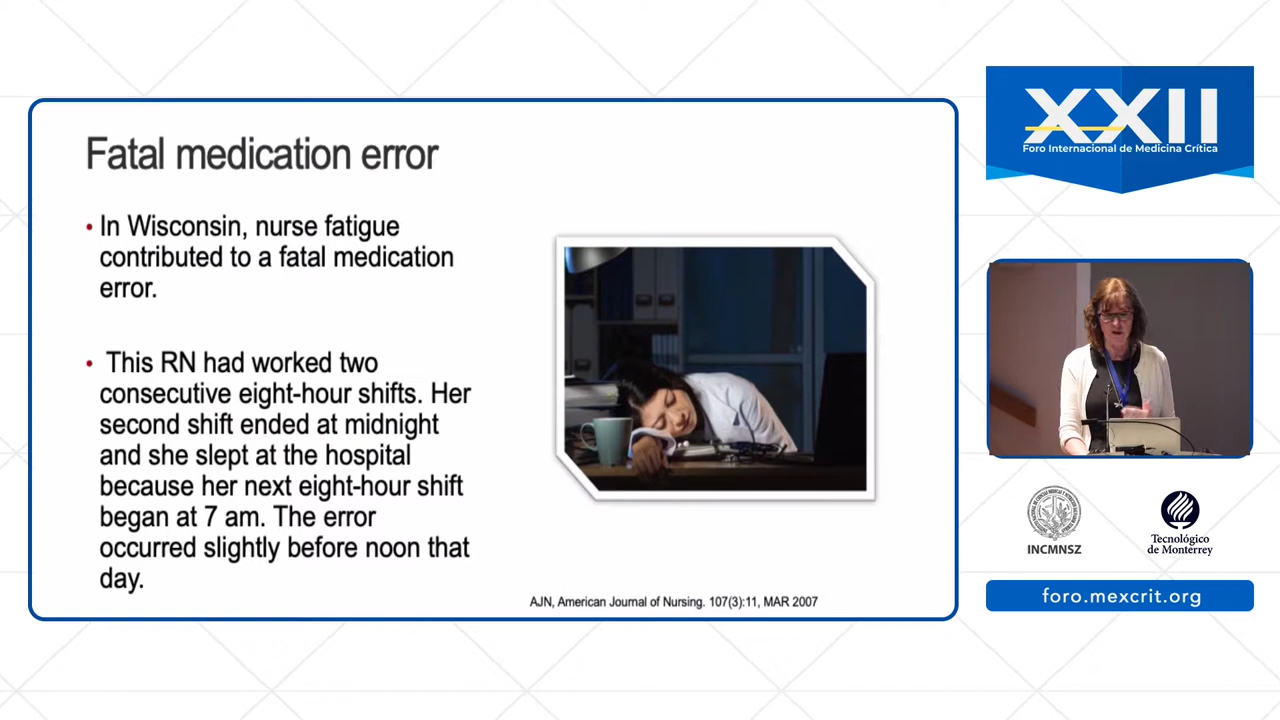 Fatal medication error
• In Wisconsin, nurse fatigue
contributed to a fatal medication
error.
• This RN had worked two
consecutive eight-hour shifts. Her
second shift ended at midnight
and she slept at the hospital
because her next eight-hour shift
began at 7 am. The error
occurred slightly before noon that
day.
AJN, American Journal of Nursing. 107(3):11, MAR 2007
XXII
Foro Internacional de Medicina Crítica
INCMNSZ
Tecnológico
de Monterrey
foro.mexcrit.org